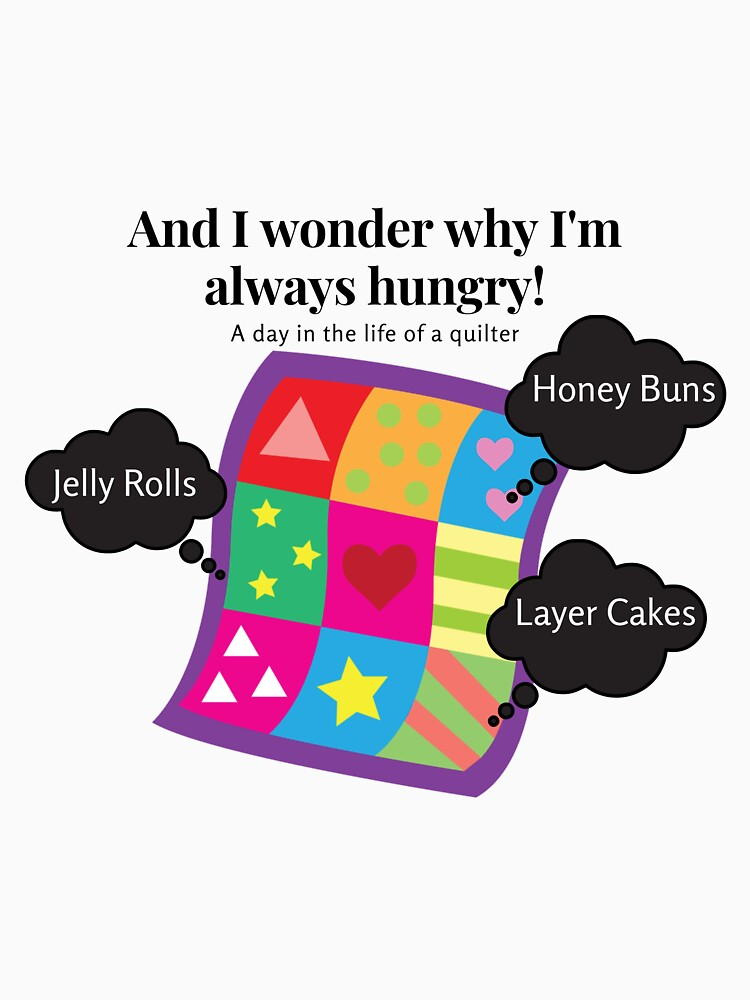 And I wonder why I'm
always hungry!
A day in the life of a quilter
Honey Buns
Jelly Rolls
Layer Cakes